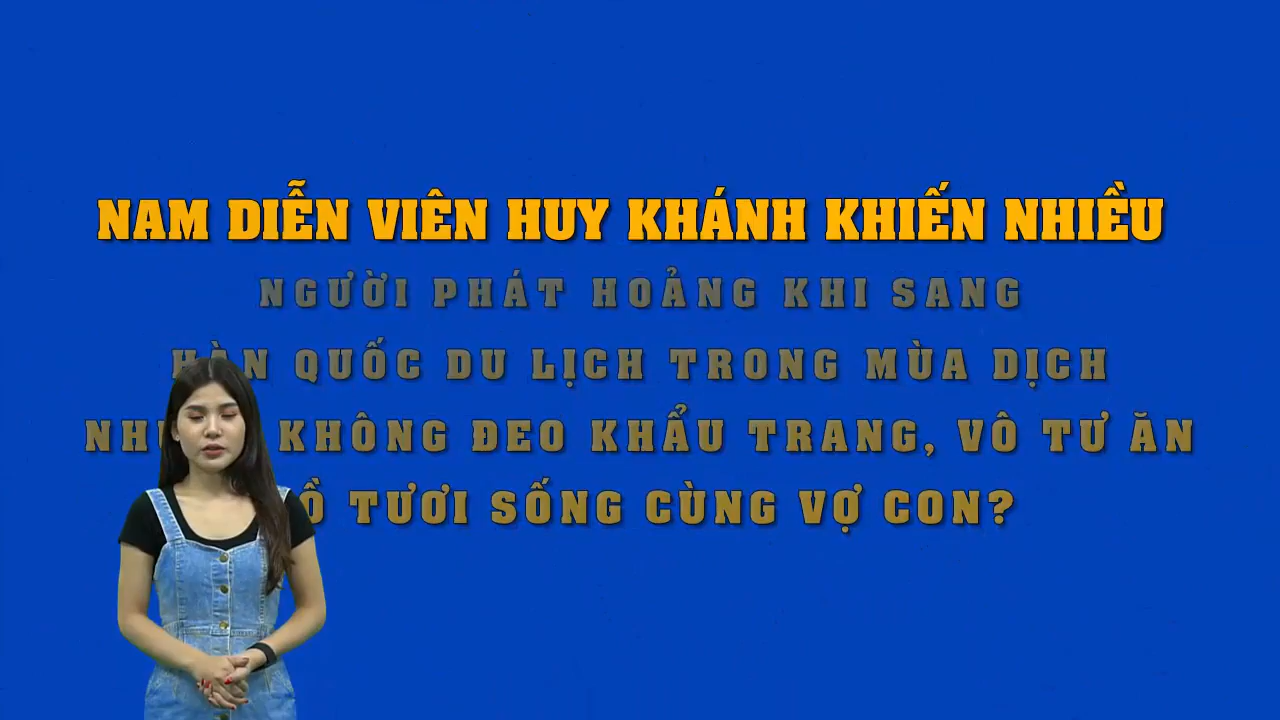 NAM DIỄN VIÊN HUY KHÁNH KHIẾN NHIỀU
NGƯỜI PHÁT HOẢNG KHI SANG
HÀN QUỐC DU LỊCH TRONG MÙA DỊCH
KHÔNG ĐEO KHẨU TRANG, VÔ TƯ ĂN
TƯƠI SỐNG CÙNG VỢ CON?